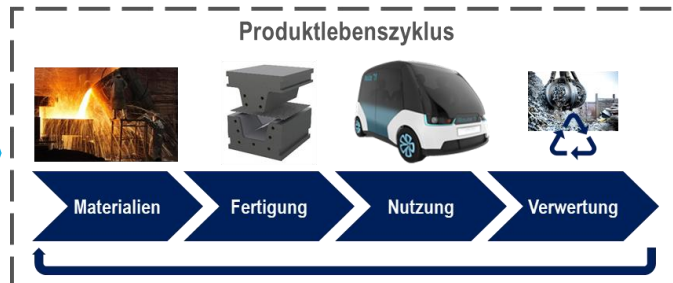 Produktlebenszyklus
Materialien
Fertigung
Nutzung
Verwertung